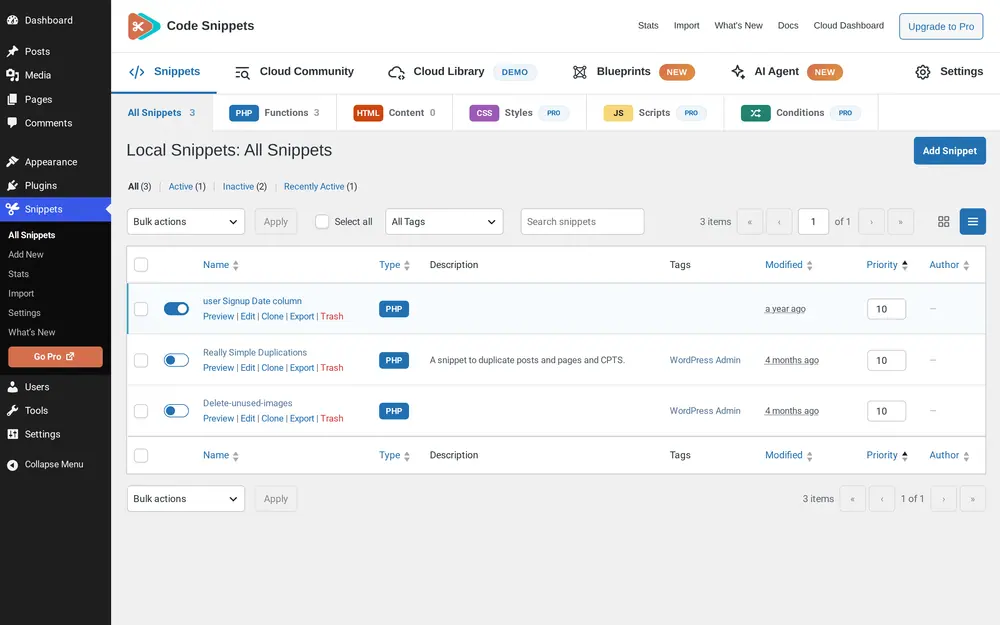 Dashboard
Posts
Media
Pages
Comments
Appearance
Plugins
Snippets
All Snippets
Add New
Stats
Import
Settings
What's New
Go Pro
Users
Tools
Settings
Collapse Menu
Code Snippets
Stats Import What's New Docs Cloud Dashboard Upgrade to Pro
Snippets Cloud Community Cloud Library DEMO Blueprints NEW AI Agent NEW Settings
All Snippets 3 PHP Functions 3 HTML Content 0 CSS Styles PRO JS Scripts PRO Conditions PRO
Local Snippets: All Snippets Add Snippet
All (3) | Active (1) | Inactive (2) | Recently Active (1)
Bulk actions Apply Select all All Tags Search snippets 3 items « ‹ 1 of 1 › »
Name Type Description Tags Modified Priority Author
user Signup Date column PHP a year ago 10 —
Preview | Edit | Clone | Export | Trash
Really Simple Duplications PHP A snippet to duplicate posts and pages and CPTS. WordPress Admin 4 months ago 10 —
Preview | Edit | Clone | Export | Trash
Delete-unused-images PHP WordPress Admin 4 months ago 10 —
Preview | Edit | Clone | Export | Trash
Name Type Description Tags Modified Priority Author
Bulk actions Apply 3 items « ‹ 1 of 1 › »